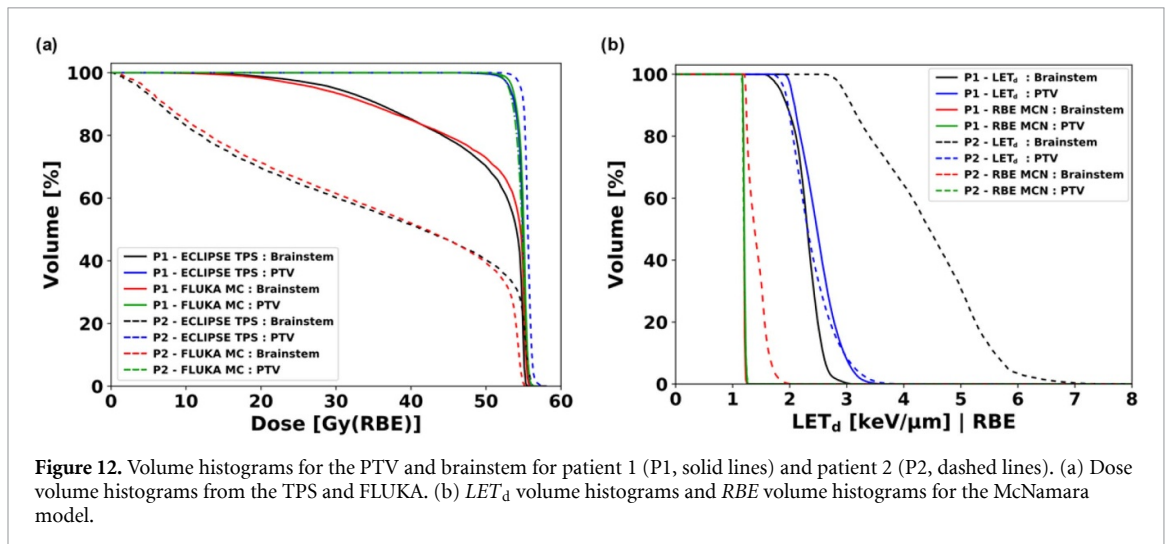 (a)
100
80
60
40
20
0
Volume [%]
P1 - ECLIPSE TPS : Brainstem
P1 - ECLIPSE TPS : PTV
P1 - FLUKA MC : Brainstem
P1 - FLUKA MC : PTV
P2 - ECLIPSE TPS : Brainstem
P2 - ECLIPSE TPS : PTV
P2 - FLUKA MC : Brainstem
P2 - FLUKA MC : PTV
0 10 20 30 40 50 60
Dose [Gy(RBE)]
(b)
100
80
60
40
20
0
Volume [%]
P1 - LETd : Brainstem
P1 - LETd : PTV
P1 - RBE MCN : Brainstem
P1 - RBE MCN : PTV
P2 - LETd : Brainstem
P2 - LETd : PTV
P2 - RBE MCN : Brainstem
P2 - RBE MCN : PTV
0 1 2 3 4 5 6 7 8
LETd [keV/μm] | RBE
Figure 12. Volume histograms for the PTV and brainstem for patient 1 (P1, solid lines) and patient 2 (P2, dashed lines). (a) Dose
volume histograms from the TPS and FLUKA. (b) LETd volume histograms and RBE volume histograms for the McNamara
model.